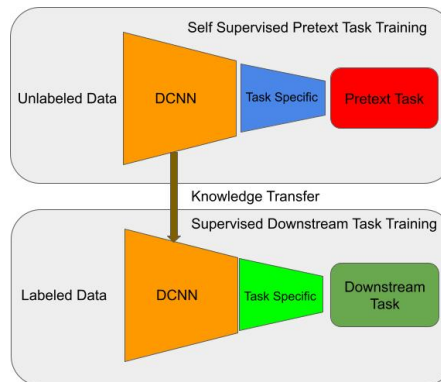 Self Supervised Pretext Task Training
Unlabeled Data
DCNN
Task Specific
Pretext Task
Knowledge Transfer
Supervised Downstream Task Training
Labeled Data
DCNN
Task Specific
Downstream
Task